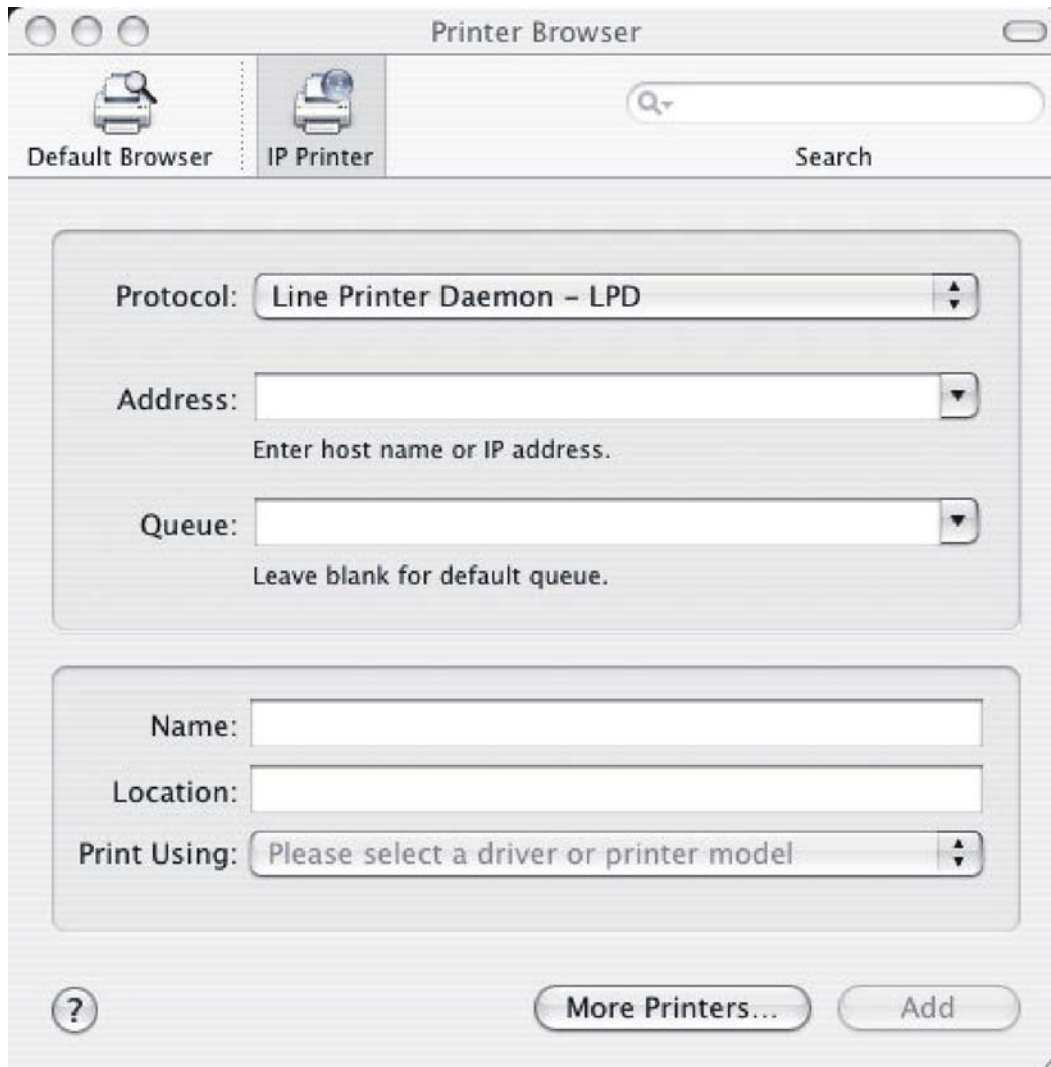 Printer Browser
Default Browser
IP Printer
Search
Protocol: Line Printer Daemon – LPD
Address:
Enter host name or IP address.
Queue:
Leave blank for default queue.
Name:
Location:
Print Using: Please select a driver or printer model
? More Printers... Add